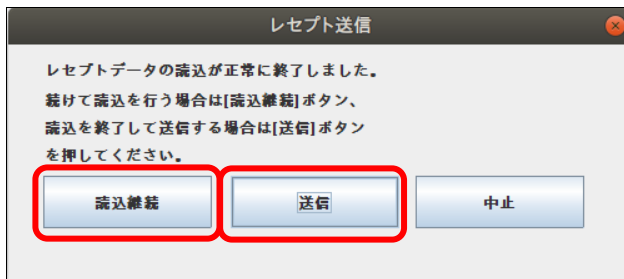 レセプト送信
レセプトデータの読込が正常に終了しました。
続けて読込を行う場合は[読込継続]ボタン、
読込を終了して送信する場合は[送信]ボタン
を押してください。
読込継続 送信 中止